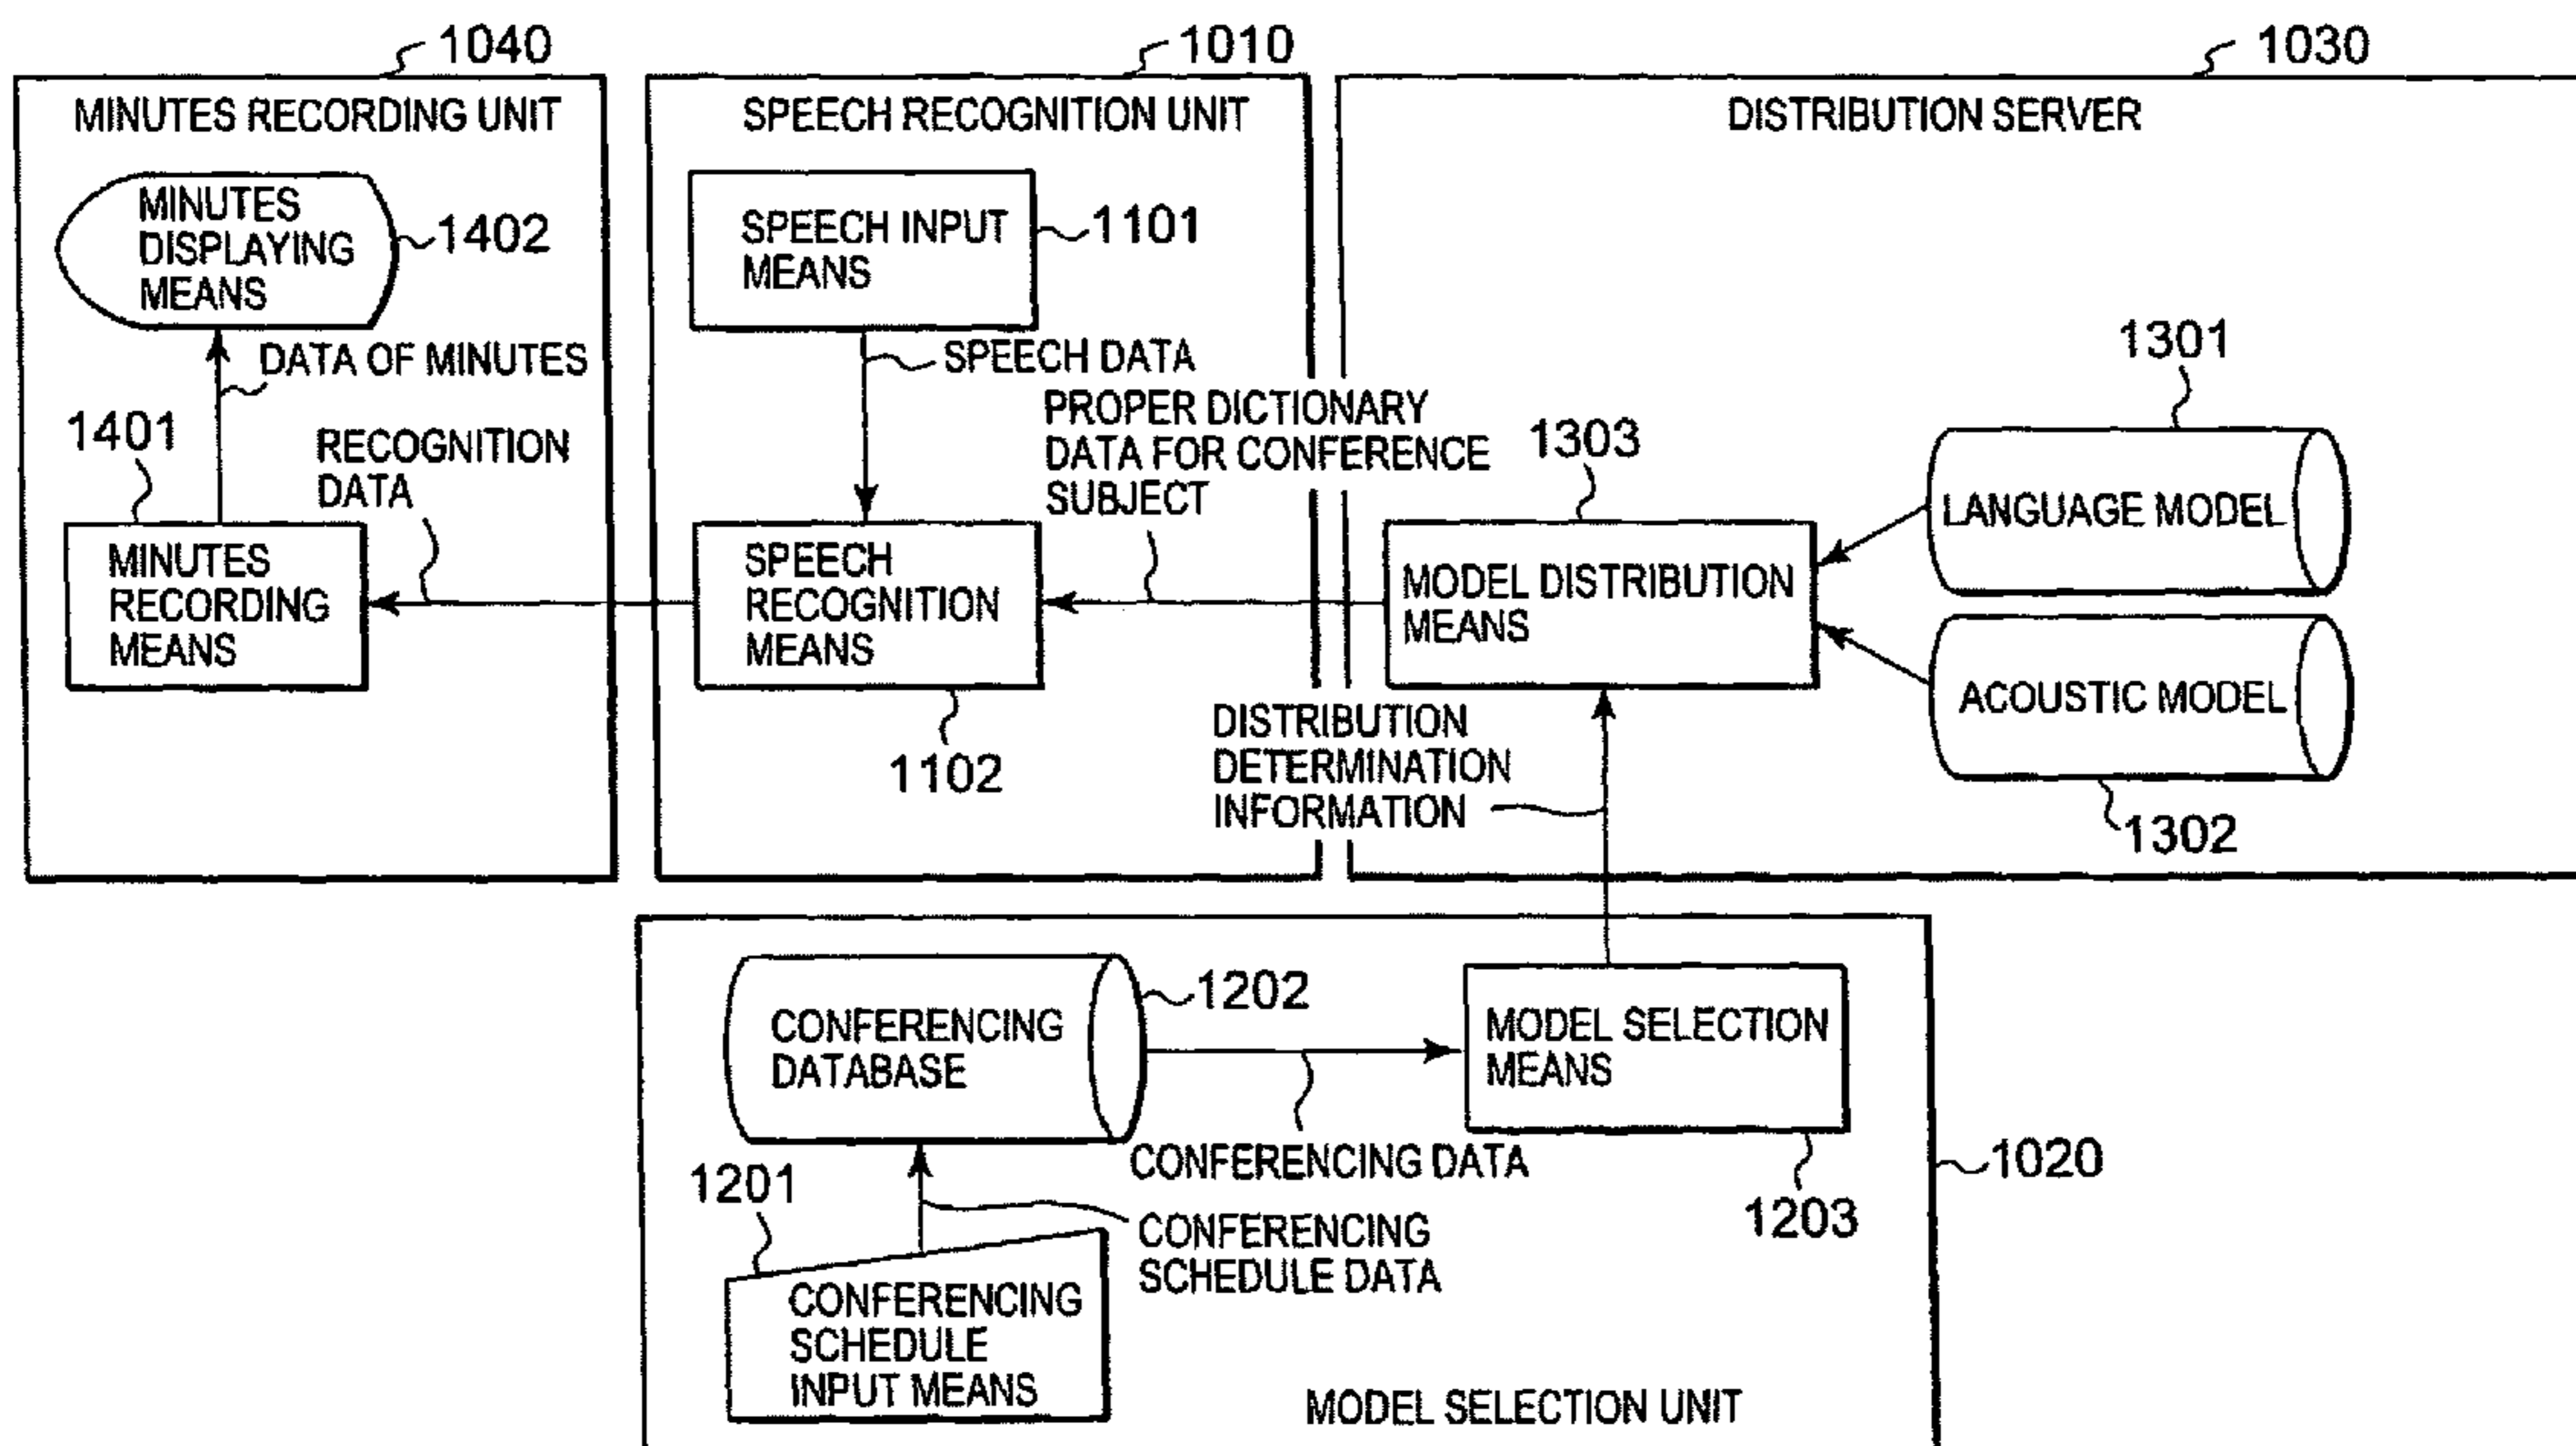 1040
1010
1030
MINUTES RECORDING UNIT
SPEECH RECOGNITION UNIT
DISTRIBUTION SERVER
MINUTES
DISPLAYING
MEANS
1402
SPEECH INPUT
MEANS
1101
DATA OF MINUTES
SPEECH DATA
1301
1401
RECOGNITION
DATA
PROPER DICTIONARY
DATA FOR CONFERENCE
SUBJECT
1303
LANGUAGE MODEL
MINUTES
RECORDING
MEANS
SPEECH
RECOGNITION
MEANS
MODEL DISTRIBUTION
MEANS
ACOUSTIC MODEL
1102
DISTRIBUTION
DETERMINATION
INFORMATION
1302
CONFERENCING
DATABASE
1202
MODEL SELECTION
MEANS
CONFERENCING DATA
1020
1201
1203
CONFERENCING
SCHEDULE DATA
CONFERENCING
SCHEDULE
INPUT MEANS
MODEL SELECTION UNIT